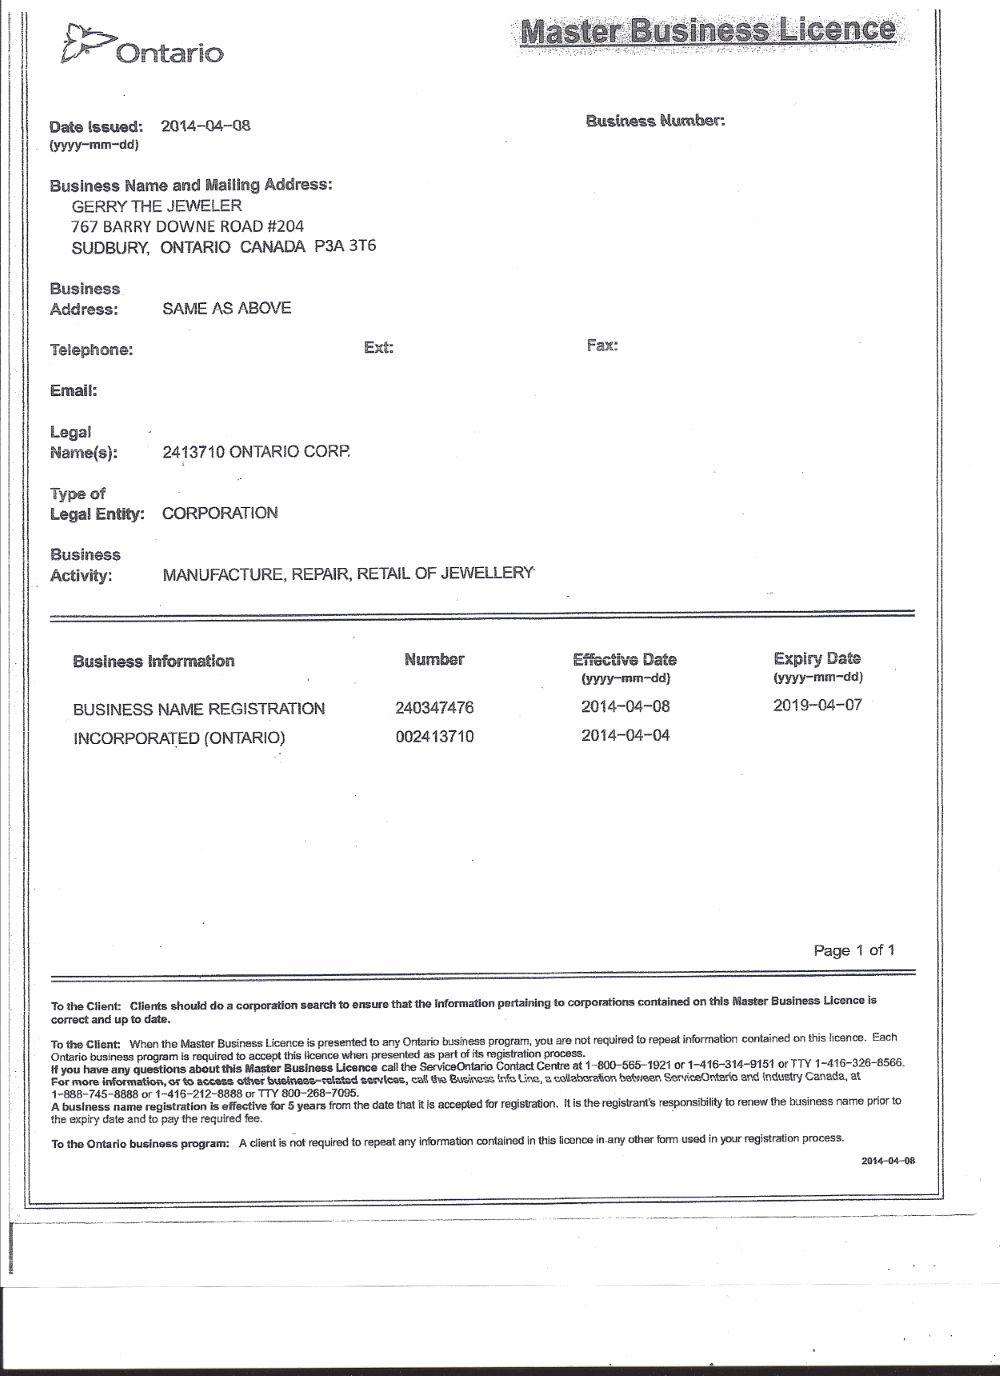 Ontario
Master Business Licence
Date Issued: 2014-04-08
(yyyy-mm-dd)
Business Number:
Business Name and Mailing Address:
GERRY THE JEWELER
767 BARRY DOWNE ROAD #204
SUDBURY, ONTARIO CANADA P3A 3T6
Business
Address: SAME AS ABOVE
Telephone: Ext: Fax:
Email:
Legal
Name(s): 2413710 ONTARIO CORP.
Type of
Legal Entity: CORPORATION
Business
Activity: MANUFACTURE, REPAIR, RETAIL OF JEWELLERY
Business Information Number Effective Date Expiry Date
(yyyy-mm-dd) (yyyy-mm-dd)
BUSINESS NAME REGISTRATION 240347476 2014-04-08 2019-04-07
INCORPORATED (ONTARIO) 002413710 2014-04-04
Page 1 of 1
To the Client: Clients should do a corporation search to ensure that the information pertaining to corporations contained on this Master Business Licence is
correct and up to date.
To the Client: When the Master Business Licence is presented to any Ontario business program, you are not required to repeat information contained on this licence. Each
Ontario business program is required to accept this licence when presented as part of its registration process.
If you have any questions about this Master Business Licence call the ServiceOntario Contact Centre at 1-800-565-1921 or 1-416-314-9151 or TTY 1-416-326-8566.
For more information, or to access other business-related services, call the Business Info Line, a collaboration between ServiceOntario and Industry Canada, at
1-888-745-8888 or 1-416-212-8888 or TTY 800-268-7095.
A business name registration is effective for 5 years from the date that it is accepted for registration. It is the registrant's responsibility to renew the business name prior to
the expiry date and to pay the required fee.
To the Ontario business program: A client is not required to repeat any information contained in this licence in any other form used in your registration process.
2014-04-08